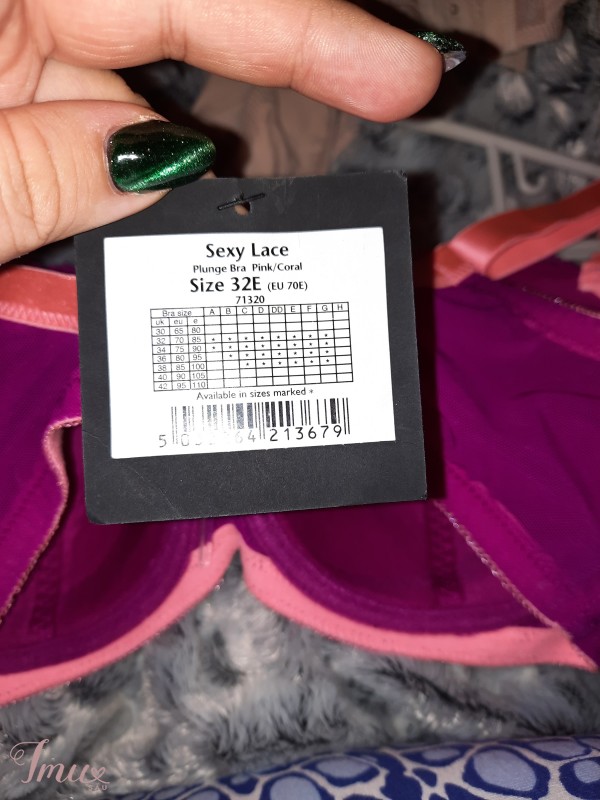 Sexy Lace
Plunge Bra Pink/Coral
Size 32E (EU 70E)
71320
Bra size A B C D DD E F G H
uk eu e
30 65 80
32 70 85 * * * * * * * *
34 75 90 * * * * * * * *
36 80 95 * * * * * * *
38 85 100 * * * * * *
40 90 105
42 95 110
Available in sizes marked *
213679